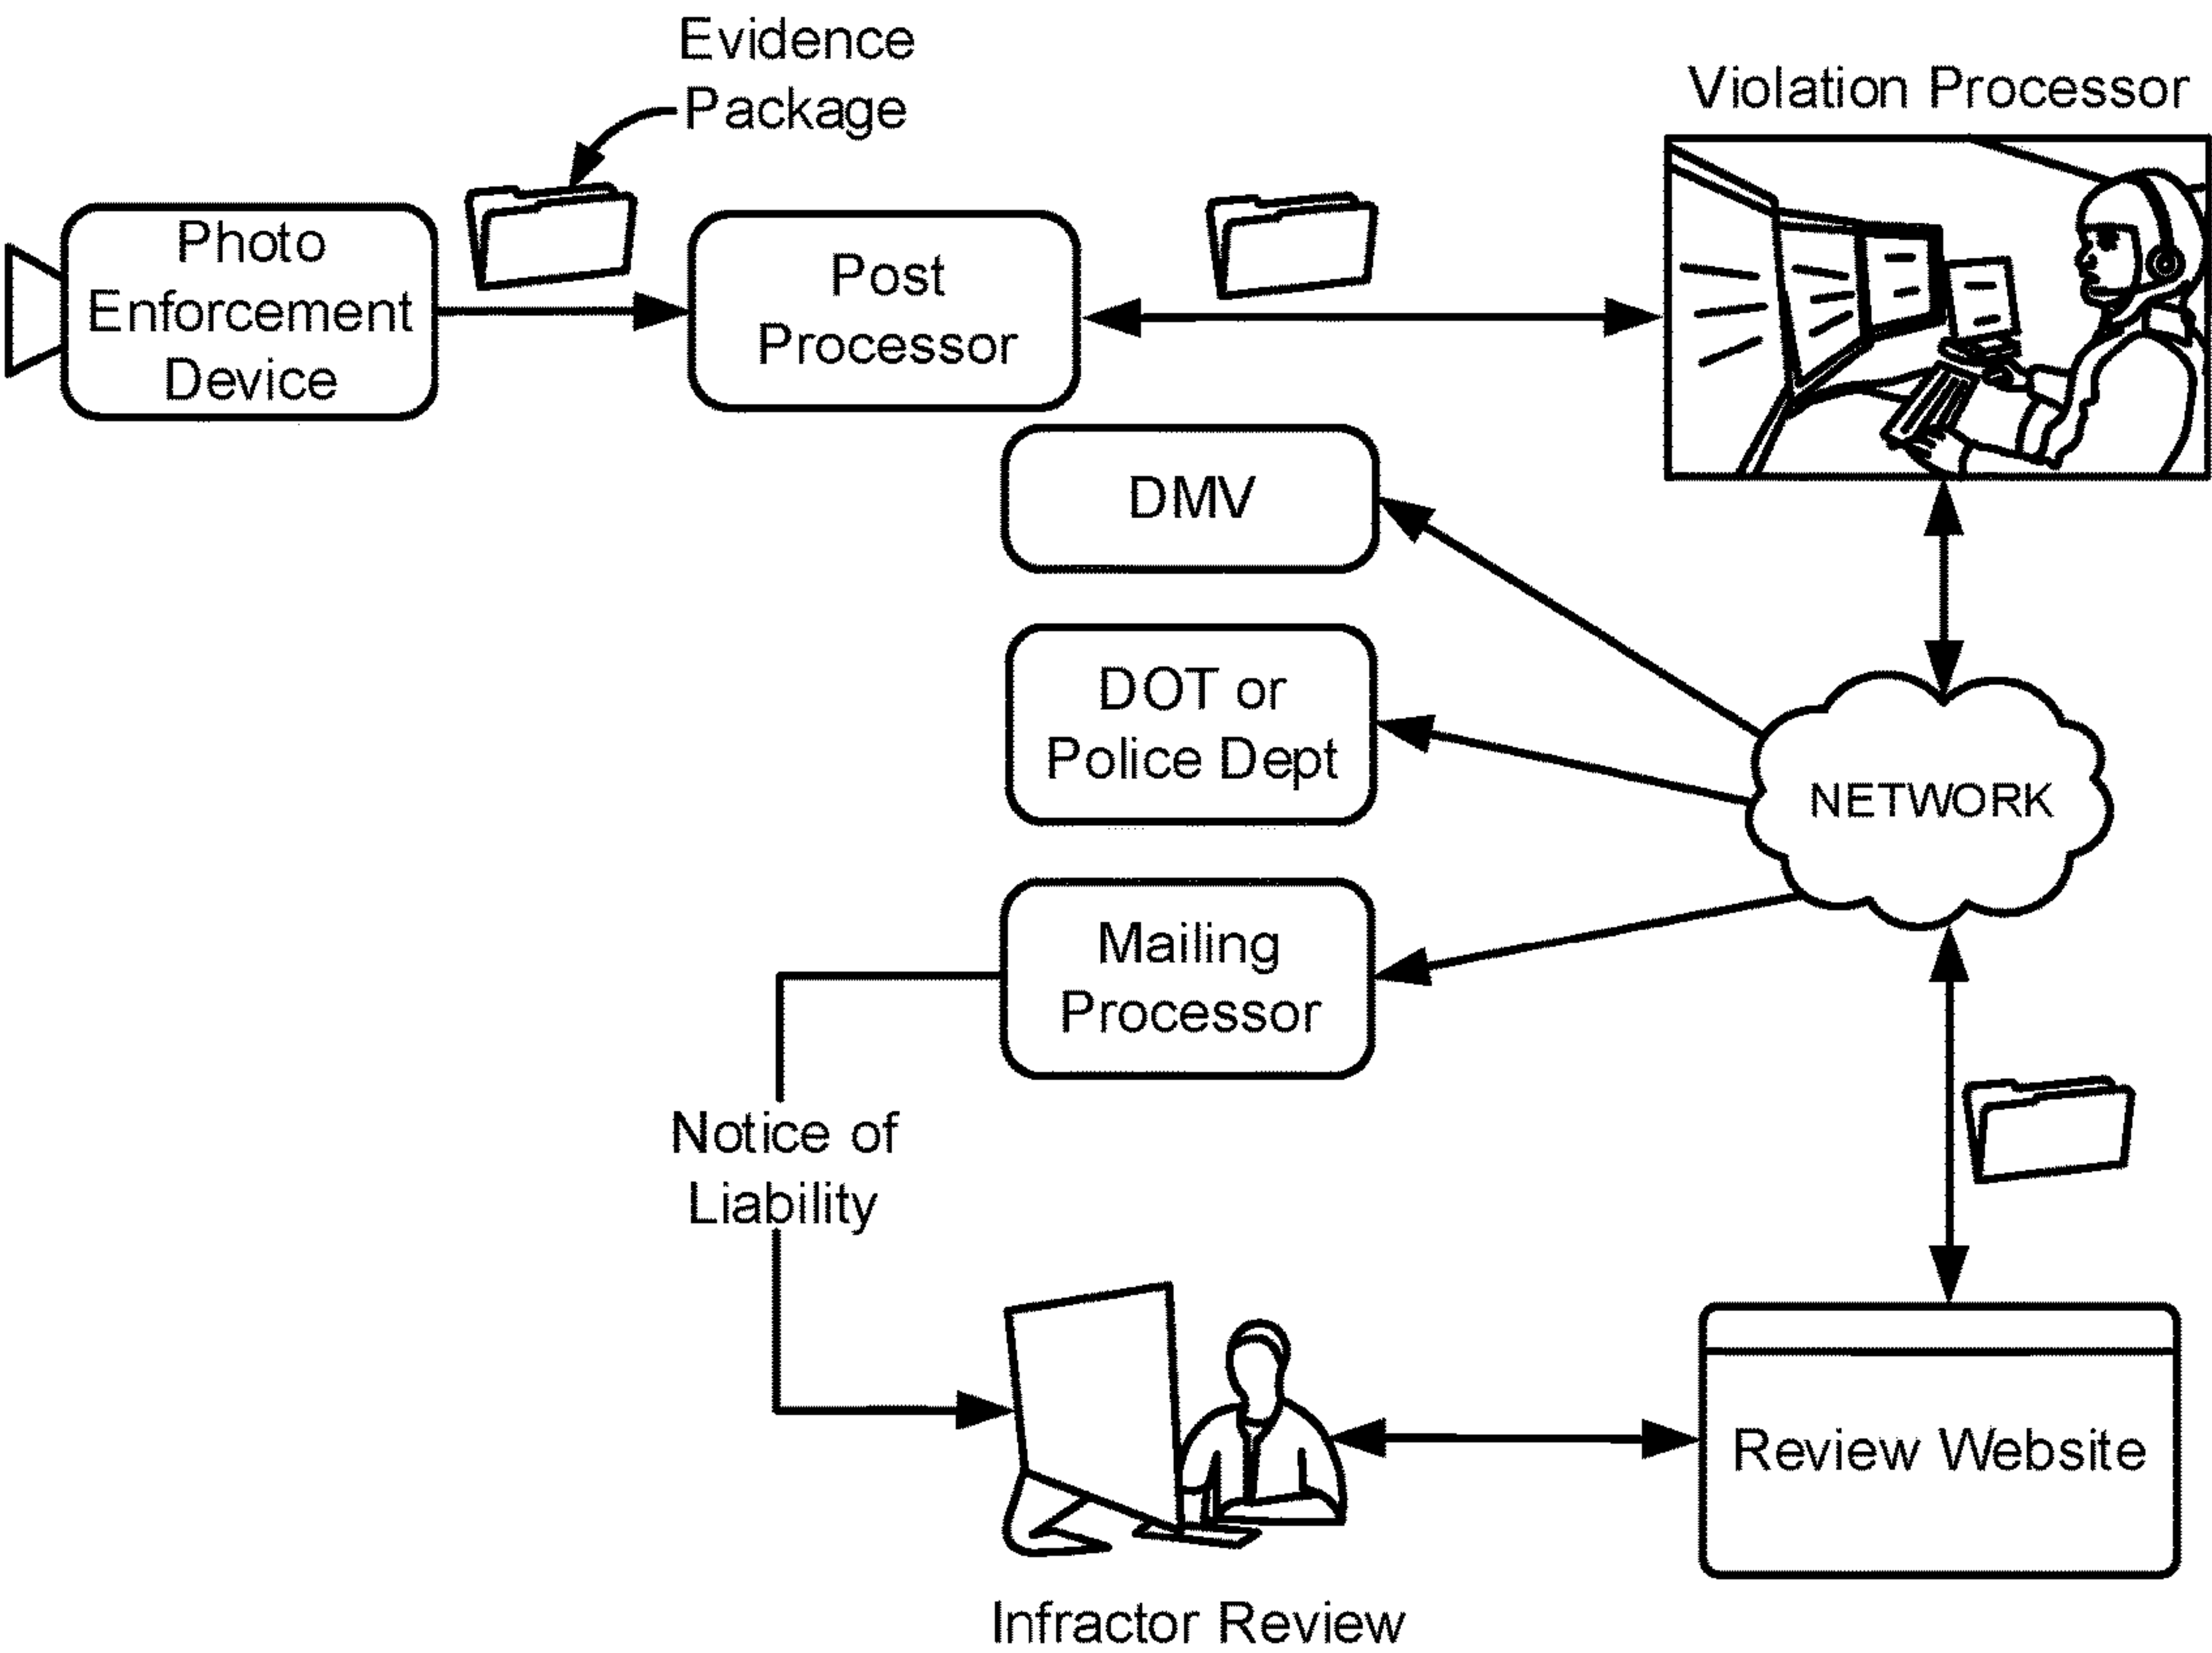 Evidence
Package
Violation Processor
Photo
Enforcement
Device
Post
Processor
DMV
DOT or
Police Dept
NETWORK
Mailing
Processor
Notice of
Liability
Review Website
Infractor Review